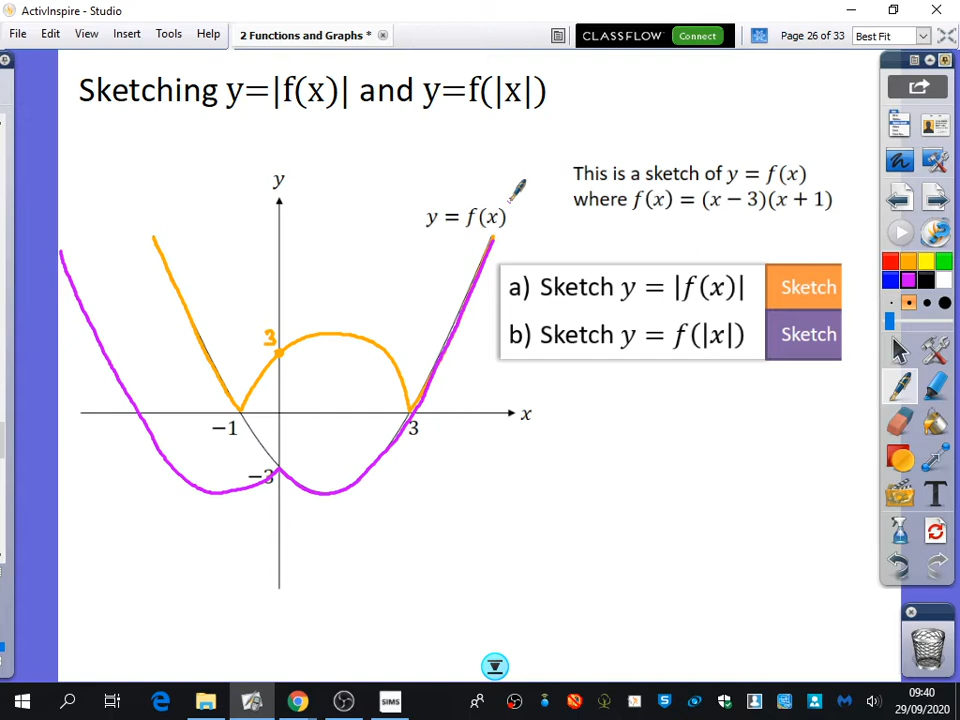 ActivInspire - Studio
File Edit View Insert Tools Help
2 Functions and Graphs *
CLASSFLOW Connect
Page 26 of 33
Best Fit
Sketching y=|f(x)| and y=f(|x|)
y
y = f(x)
This is a sketch of y = f(x)
where f(x) = (x − 3)(x + 1)
a) Sketch y = |f(x)| Sketch
b) Sketch y = f(|x|) Sketch
3
x
−1
3
−3
SIMS
09:40
29/09/2020